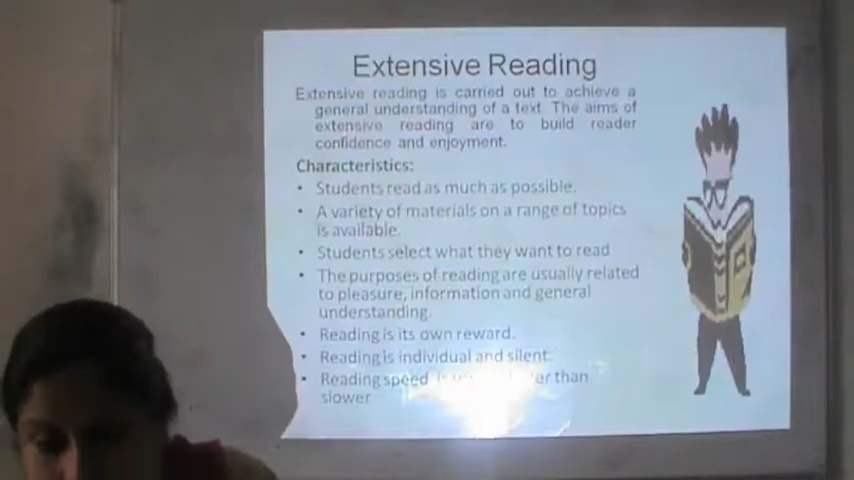 Extensive Reading
Extensive reading is carried out to achieve a
general understanding of a text. The aims of
extensive reading are to build reader
confidence and enjoyment.
Characteristics:
• Students read as much as possible.
• A variety of materials on a range of topics
is available.
• Students select what they want to read
• The purposes of reading are usually related
to pleasure, information and general
understanding.
• Reading is its own reward.
• Reading is individual and silent.
• Reading speed is than
slower